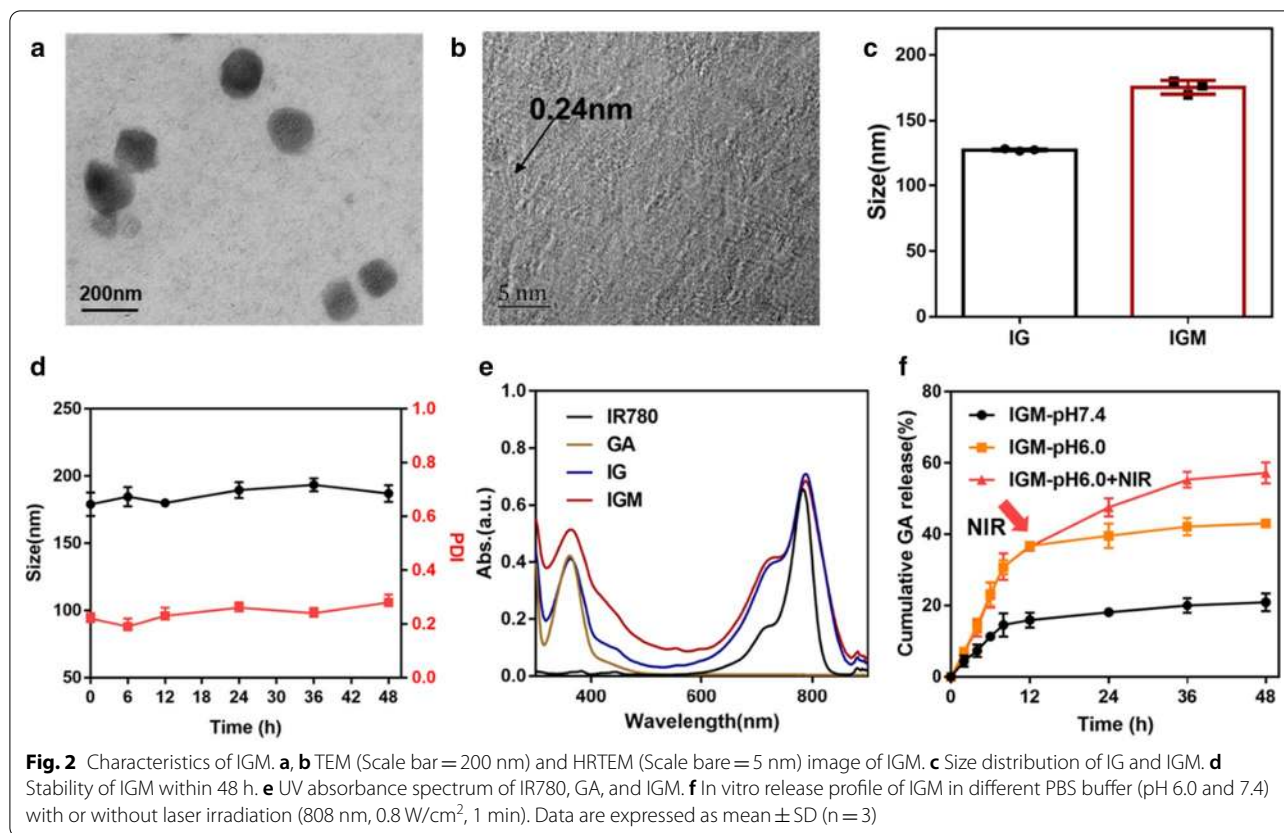 a
200nm
b
0.24nm
5 nm
c
200
150
100
50
0
Size(nm)
IG
IGM
d
250
200
150
100
50
Size(nm)
1.0
0.8
0.6
0.4
0.2
0.0
PDI
0 6 12 18 24 30 36 42 48
Time (h)
e
1.0
0.8
0.6
0.4
0.2
0.0
Abs.(a.u.)
IR780
GA
IG
IGM
400 600 800
Wavelength(nm)
f
80
60
40
20
0
Cumulative GA release(%)
IGM-pH7.4
IGM-pH6.0
IGM-pH6.0+NIR
NIR
0 12 24 36 48
Time (h)
Fig. 2 Characteristics of IGM. a, b TEM (Scale bar = 200 nm) and HRTEM (Scale bare = 5 nm) image of IGM. c Size distribution of IG and IGM. d
Stability of IGM within 48 h. e UV absorbance spectrum of IR780, GA, and IGM. f In vitro release profile of IGM in different PBS buffer (pH 6.0 and 7.4)
with or without laser irradiation (808 nm, 0.8 W/cm², 1 min). Data are expressed as mean ± SD (n = 3)